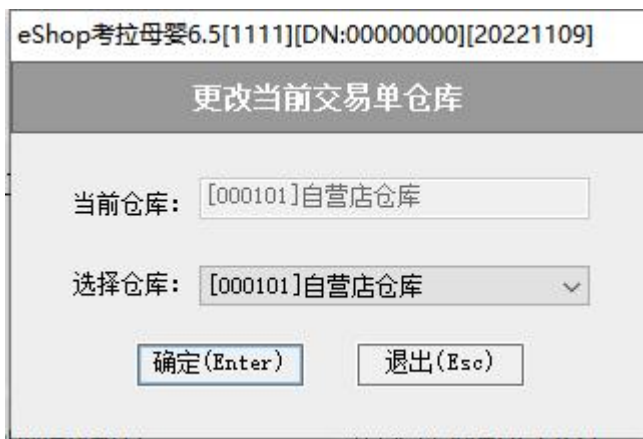 eShop考拉母婴6.5[1111][DN:00000000][20221109]
更改当前交易单仓库
当前仓库: [000101]自营店仓库
选择仓库: [000101]自营店仓库
确定(Enter) 退出(Esc)